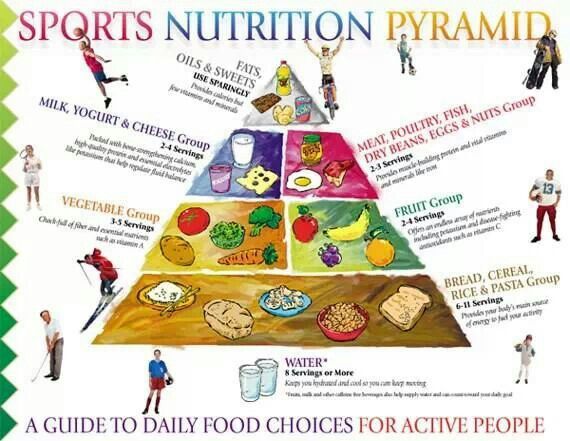 SPORTS NUTRITION PYRAMID
FATS,
OILS & SWEETS
USE SPARINGLY
Provides calories but
few vitamins and minerals
MILK, YOGURT & CHEESE Group
2-4 Servings
Packed with bone-strengthening calcium,
high-quality protein and essential electrolytes
like potassium that help regulate fluid balance
MEAT, POULTRY, FISH,
DRY BEANS, EGGS & NUTS Group
2-3 Servings
Provides muscle-building protein and vital vitamins
and minerals like iron
VEGETABLE Group
3-5 Servings
Chock-full of fiber and essential nutrients
such as vitamin A
FRUIT Group
2-4 Servings
Offers an endless array of nutrients
including potassium and disease-fighting
antioxidants such as vitamin C
13
BREAD, CEREAL,
RICE & PASTA Group
6-11 Servings
Provides your body's main source
of energy to fuel your activity
WATER*
8 Servings or More
Keeps you hydrated and cool so you can keep moving
*Fruits, milk and other caffeine free beverages also help supply water and can count toward your daily goal
A GUIDE TO DAILY FOOD CHOICES FOR ACTIVE PEOPLE